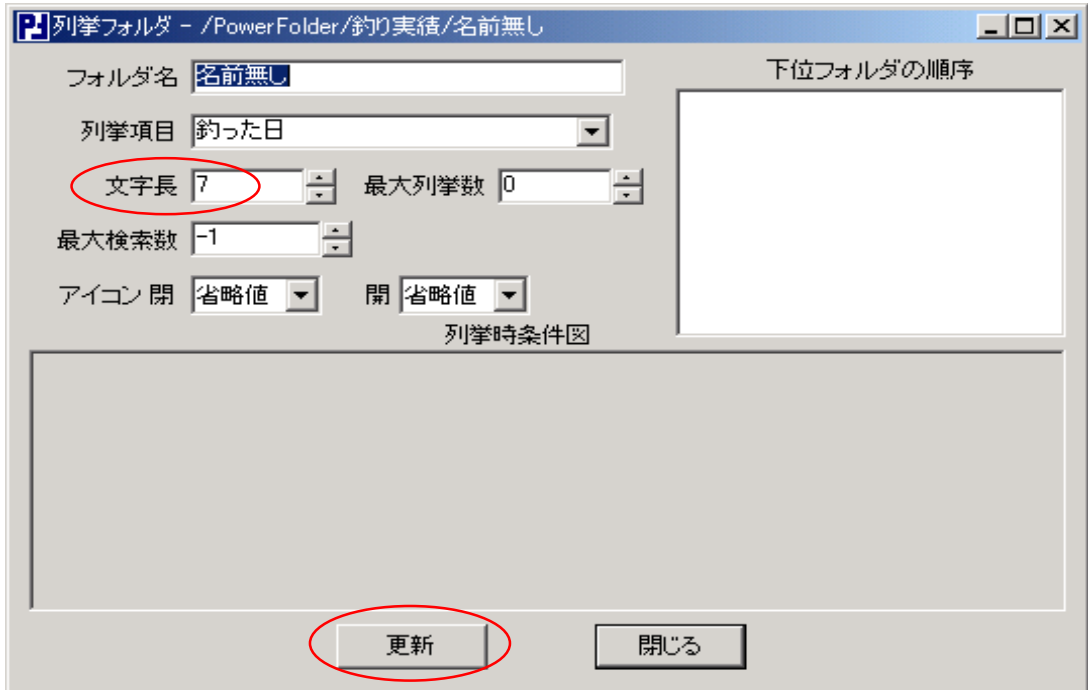 列挙フォルダ - /PowerFolder/釣り実績/名前無し
フォルダ名 名前無し
下位フォルダの順序
列挙項目 釣った日
文字長 7 最大列挙数 0
最大検索数 -1
アイコン 閉 省略値 開 省略値
列挙時条件図
更新 閉じる